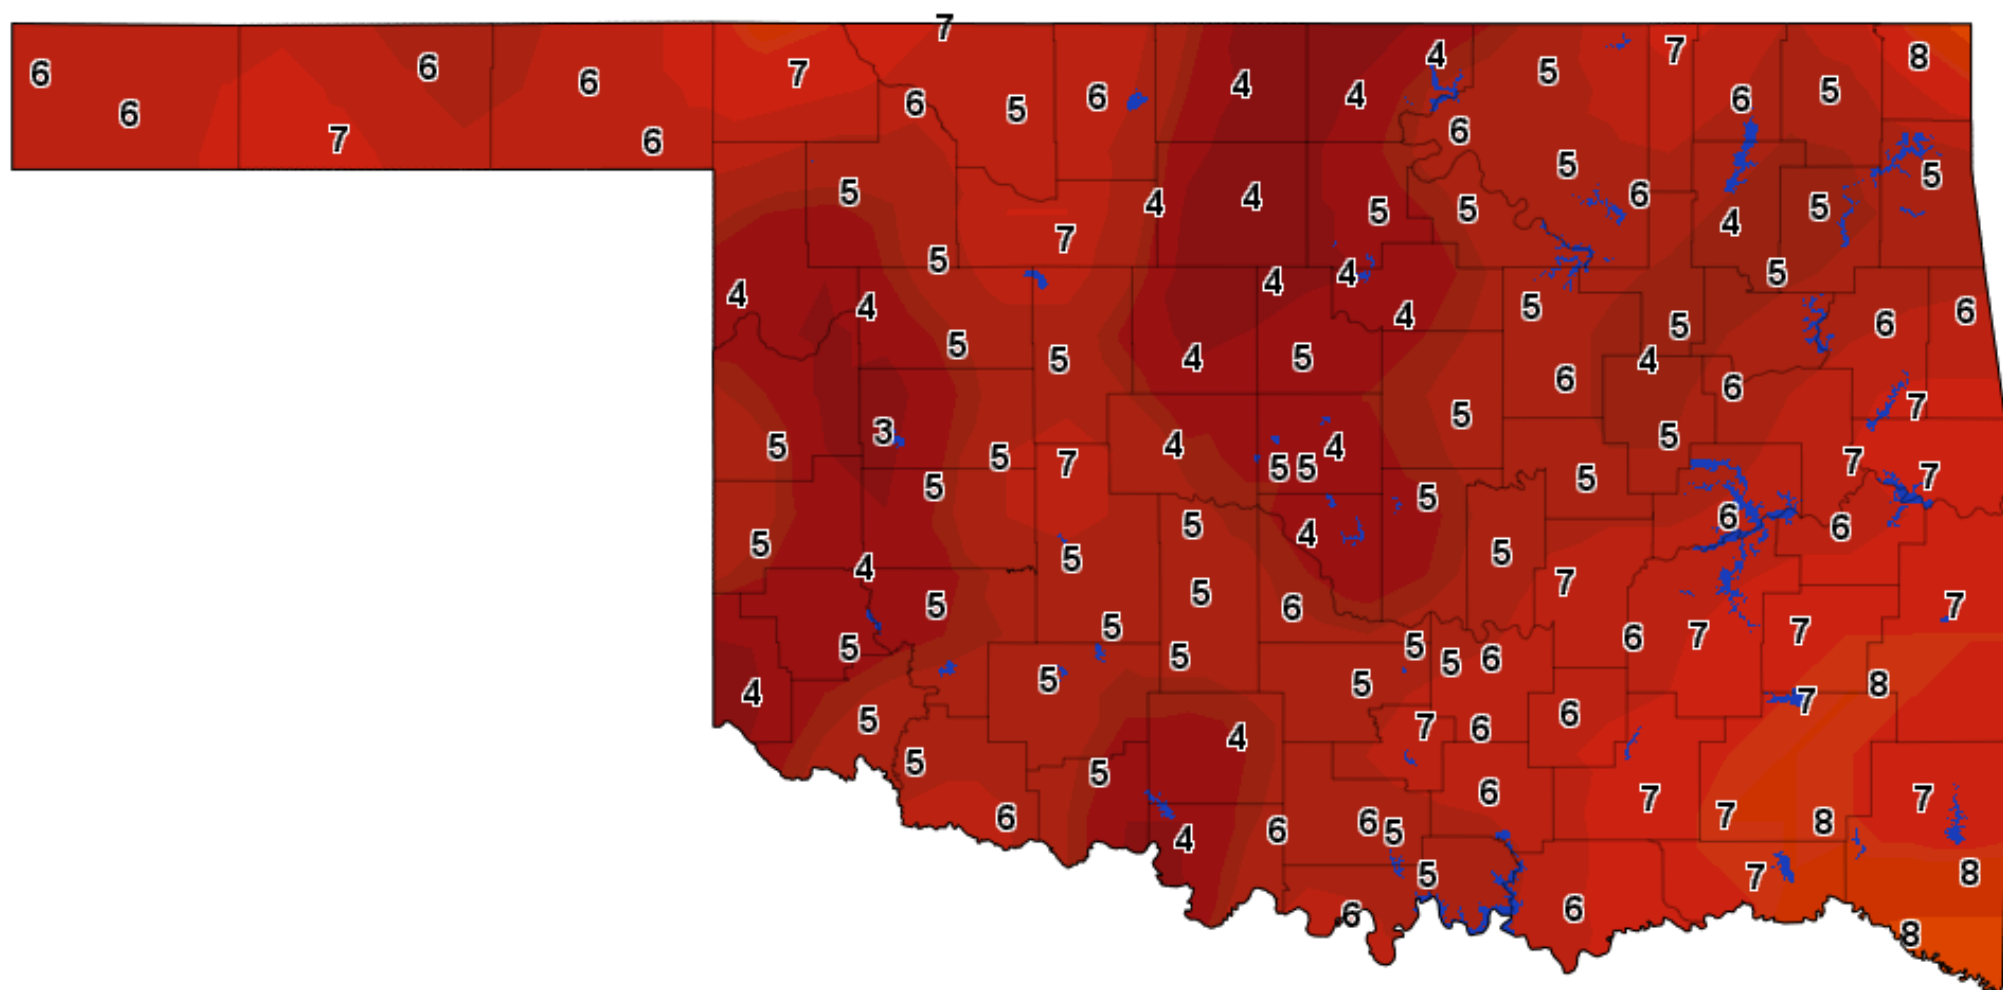 7
6 6 6 7 4 5 7 8
6 7 6 6 5 6 4 4 6 6 5
5 4 4 5 5 5 6 4 5 5
7 5 4 4 5
4 4 5 4 5 5 6 6
5 4 5 6 4 6
5 3 5 7 4 5 5 4 5 5 7
5 5 5 7 7
5 4 5 5 4 5 6 6
5 5 6 7 7
5 5 5 5 5 6 6 7 7
4 5 5 7 6 6 7 8
5 5 4 6 7 7 7
6 4 6 6 5 7 8
5 7 8
6 6 8